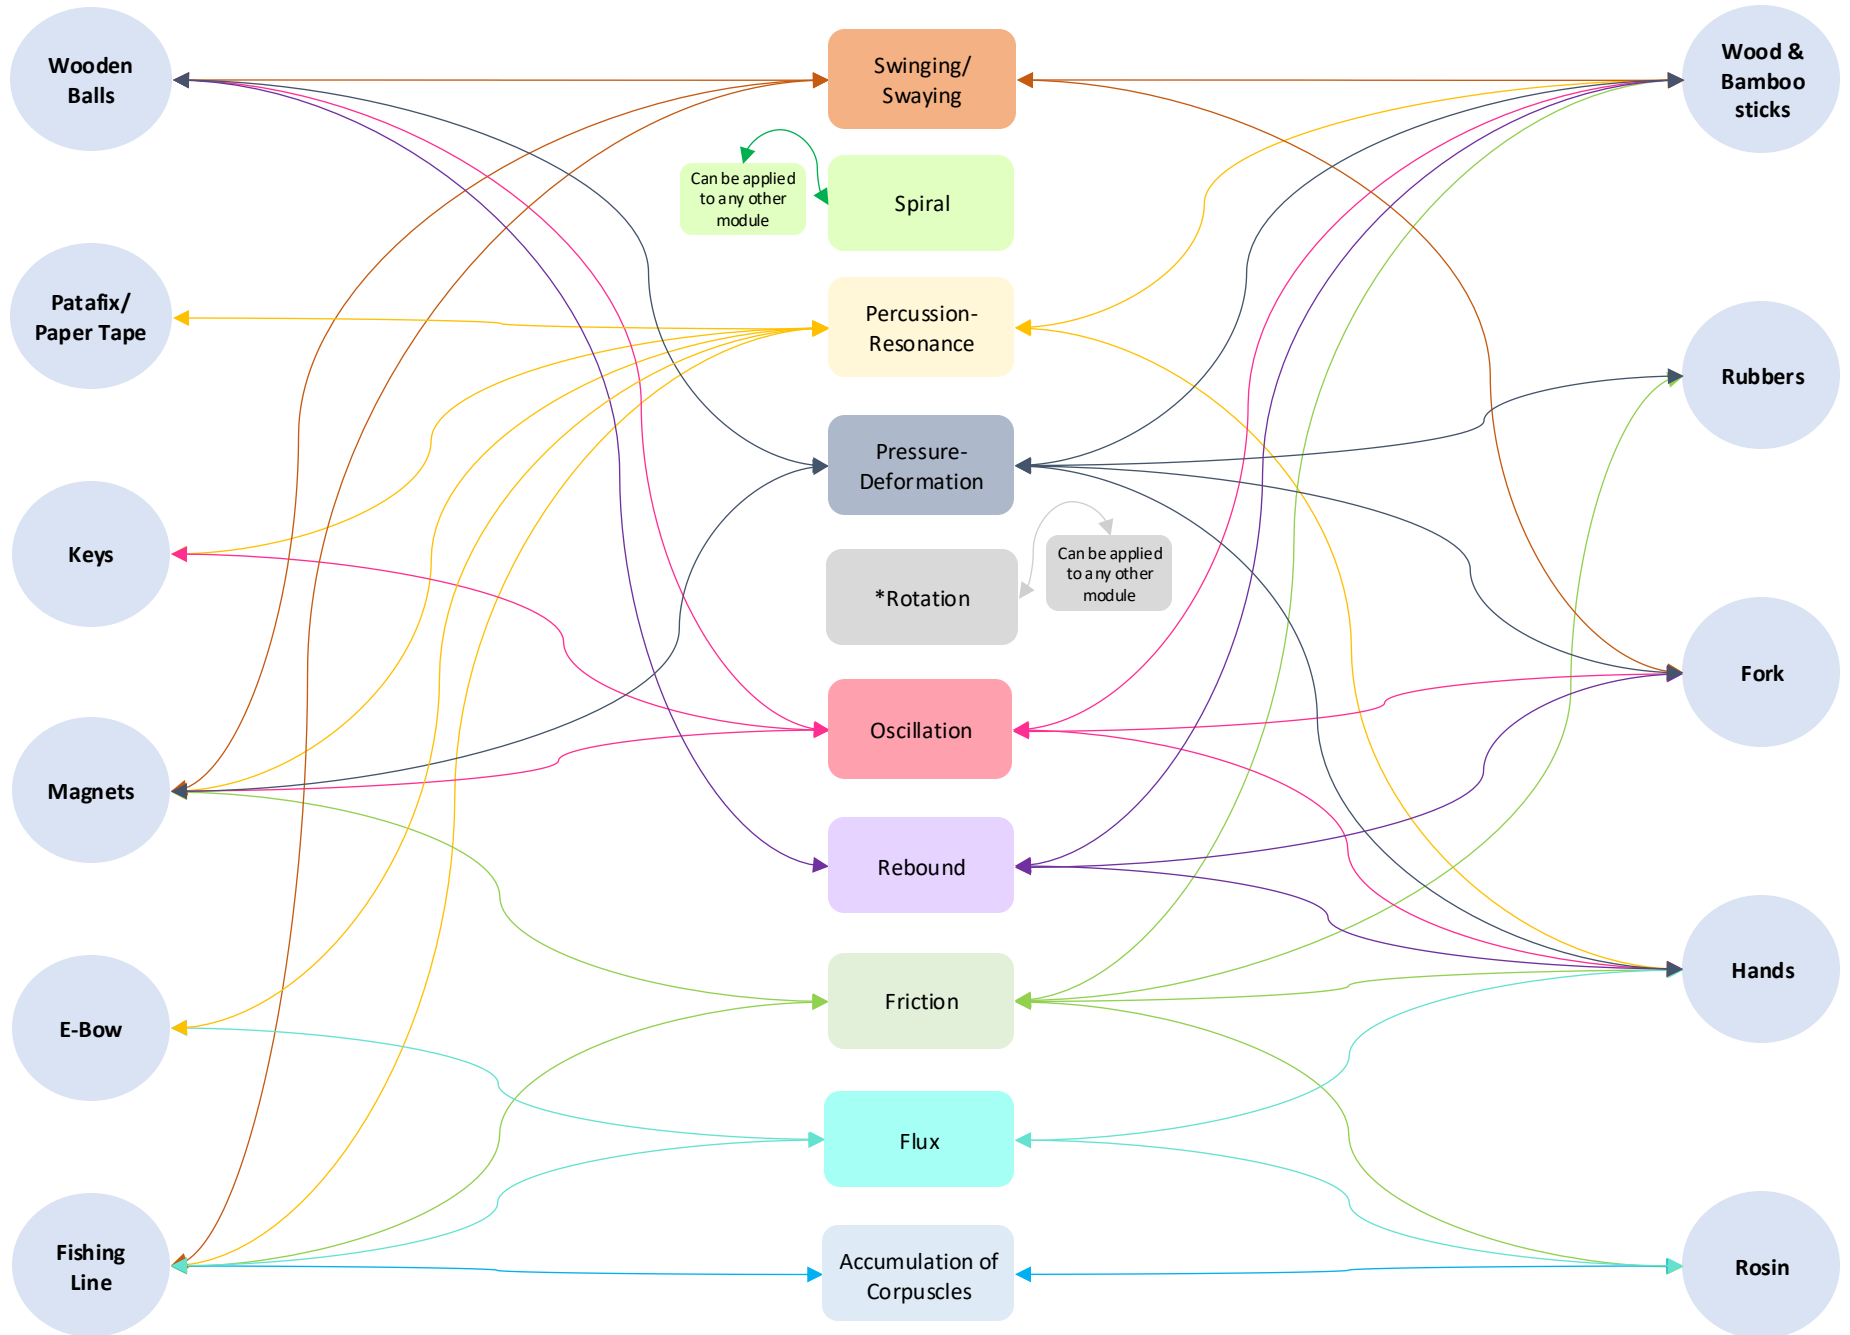 Wooden
Balls
Patafix/
Paper Tape
Keys
Magnets
E-Bow
Fishing
Line
Swinging/
Swaying
Can be applied
to any other
module
Spiral
Percussion-
Resonance
Pressure-
Deformation
*Rotation
Can be applied
to any other
module
Oscillation
Rebound
Friction
Flux
Accumulation of
Corpuscles
Wood &
Bamboo
sticks
Rubbers
Fork
Hands
Rosin